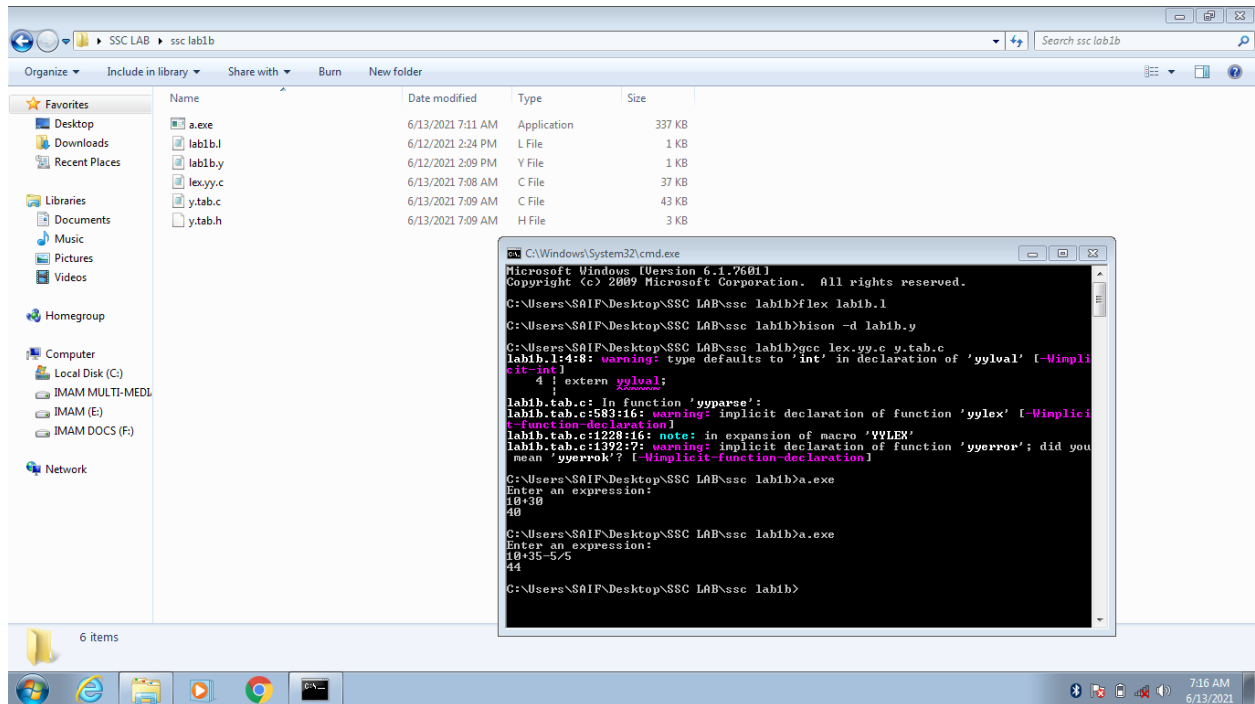 SSC LAB ssc lab1b
Search ssc lab1b
Organize Include in library Share with Burn New folder
Favorites
Desktop
Downloads
Recent Places
Libraries
Documents
Music
Pictures
Videos
Homegroup
Computer
Local Disk (C:)
IMAM MULTI-MEDI
IMAM (E:)
IMAM DOCS (F:)
Network
Name Date modified Type Size
a.exe 6/13/2021 7:11 AM Application 337 KB
lab1b.l 6/12/2021 2:24 PM L File 1 KB
lab1b.y 6/12/2021 2:09 PM Y File 1 KB
lex.yy.c 6/13/2021 7:08 AM C File 37 KB
y.tab.c 6/13/2021 7:09 AM C File 43 KB
y.tab.h 6/13/2021 7:09 AM H File 3 KB
C:\Windows\System32\cmd.exe
Microsoft Windows [Version 6.1.7601]
Copyright (c) 2009 Microsoft Corporation. All rights reserved.
C:\Users\SAIF\Desktop\SSC LAB\ssc lab1b>flex lab1b.l
C:\Users\SAIF\Desktop\SSC LAB\ssc lab1b>bison -d lab1b.y
C:\Users\SAIF\Desktop\SSC LAB\ssc lab1b>gcc lex.yy.c y.tab.c
lab1b.l:4:8: warning: type defaults to 'int' in declaration of 'yylval' [-Wimpli
cit-int]
4 | extern yylval;
|
lab1b.tab.c: In function 'yyparse':
lab1b.tab.c:583:16: warning: implicit declaration of function 'yylex' [-Wimplici
t-function-declaration]
lab1b.tab.c:1228:16: note: in expansion of macro 'YYLEX'
lab1b.tab.c:1392:7: warning: implicit declaration of function 'yyerror'; did you
mean 'yyerrok'? [-Wimplicit-function-declaration]
C:\Users\SAIF\Desktop\SSC LAB\ssc lab1b>a.exe
Enter an expression:
10+30
40
C:\Users\SAIF\Desktop\SSC LAB\ssc lab1b>a.exe
Enter an expression:
10+35-5/5
44
C:\Users\SAIF\Desktop\SSC LAB\ssc lab1b>
6 items
7:16 AM
6/13/2021